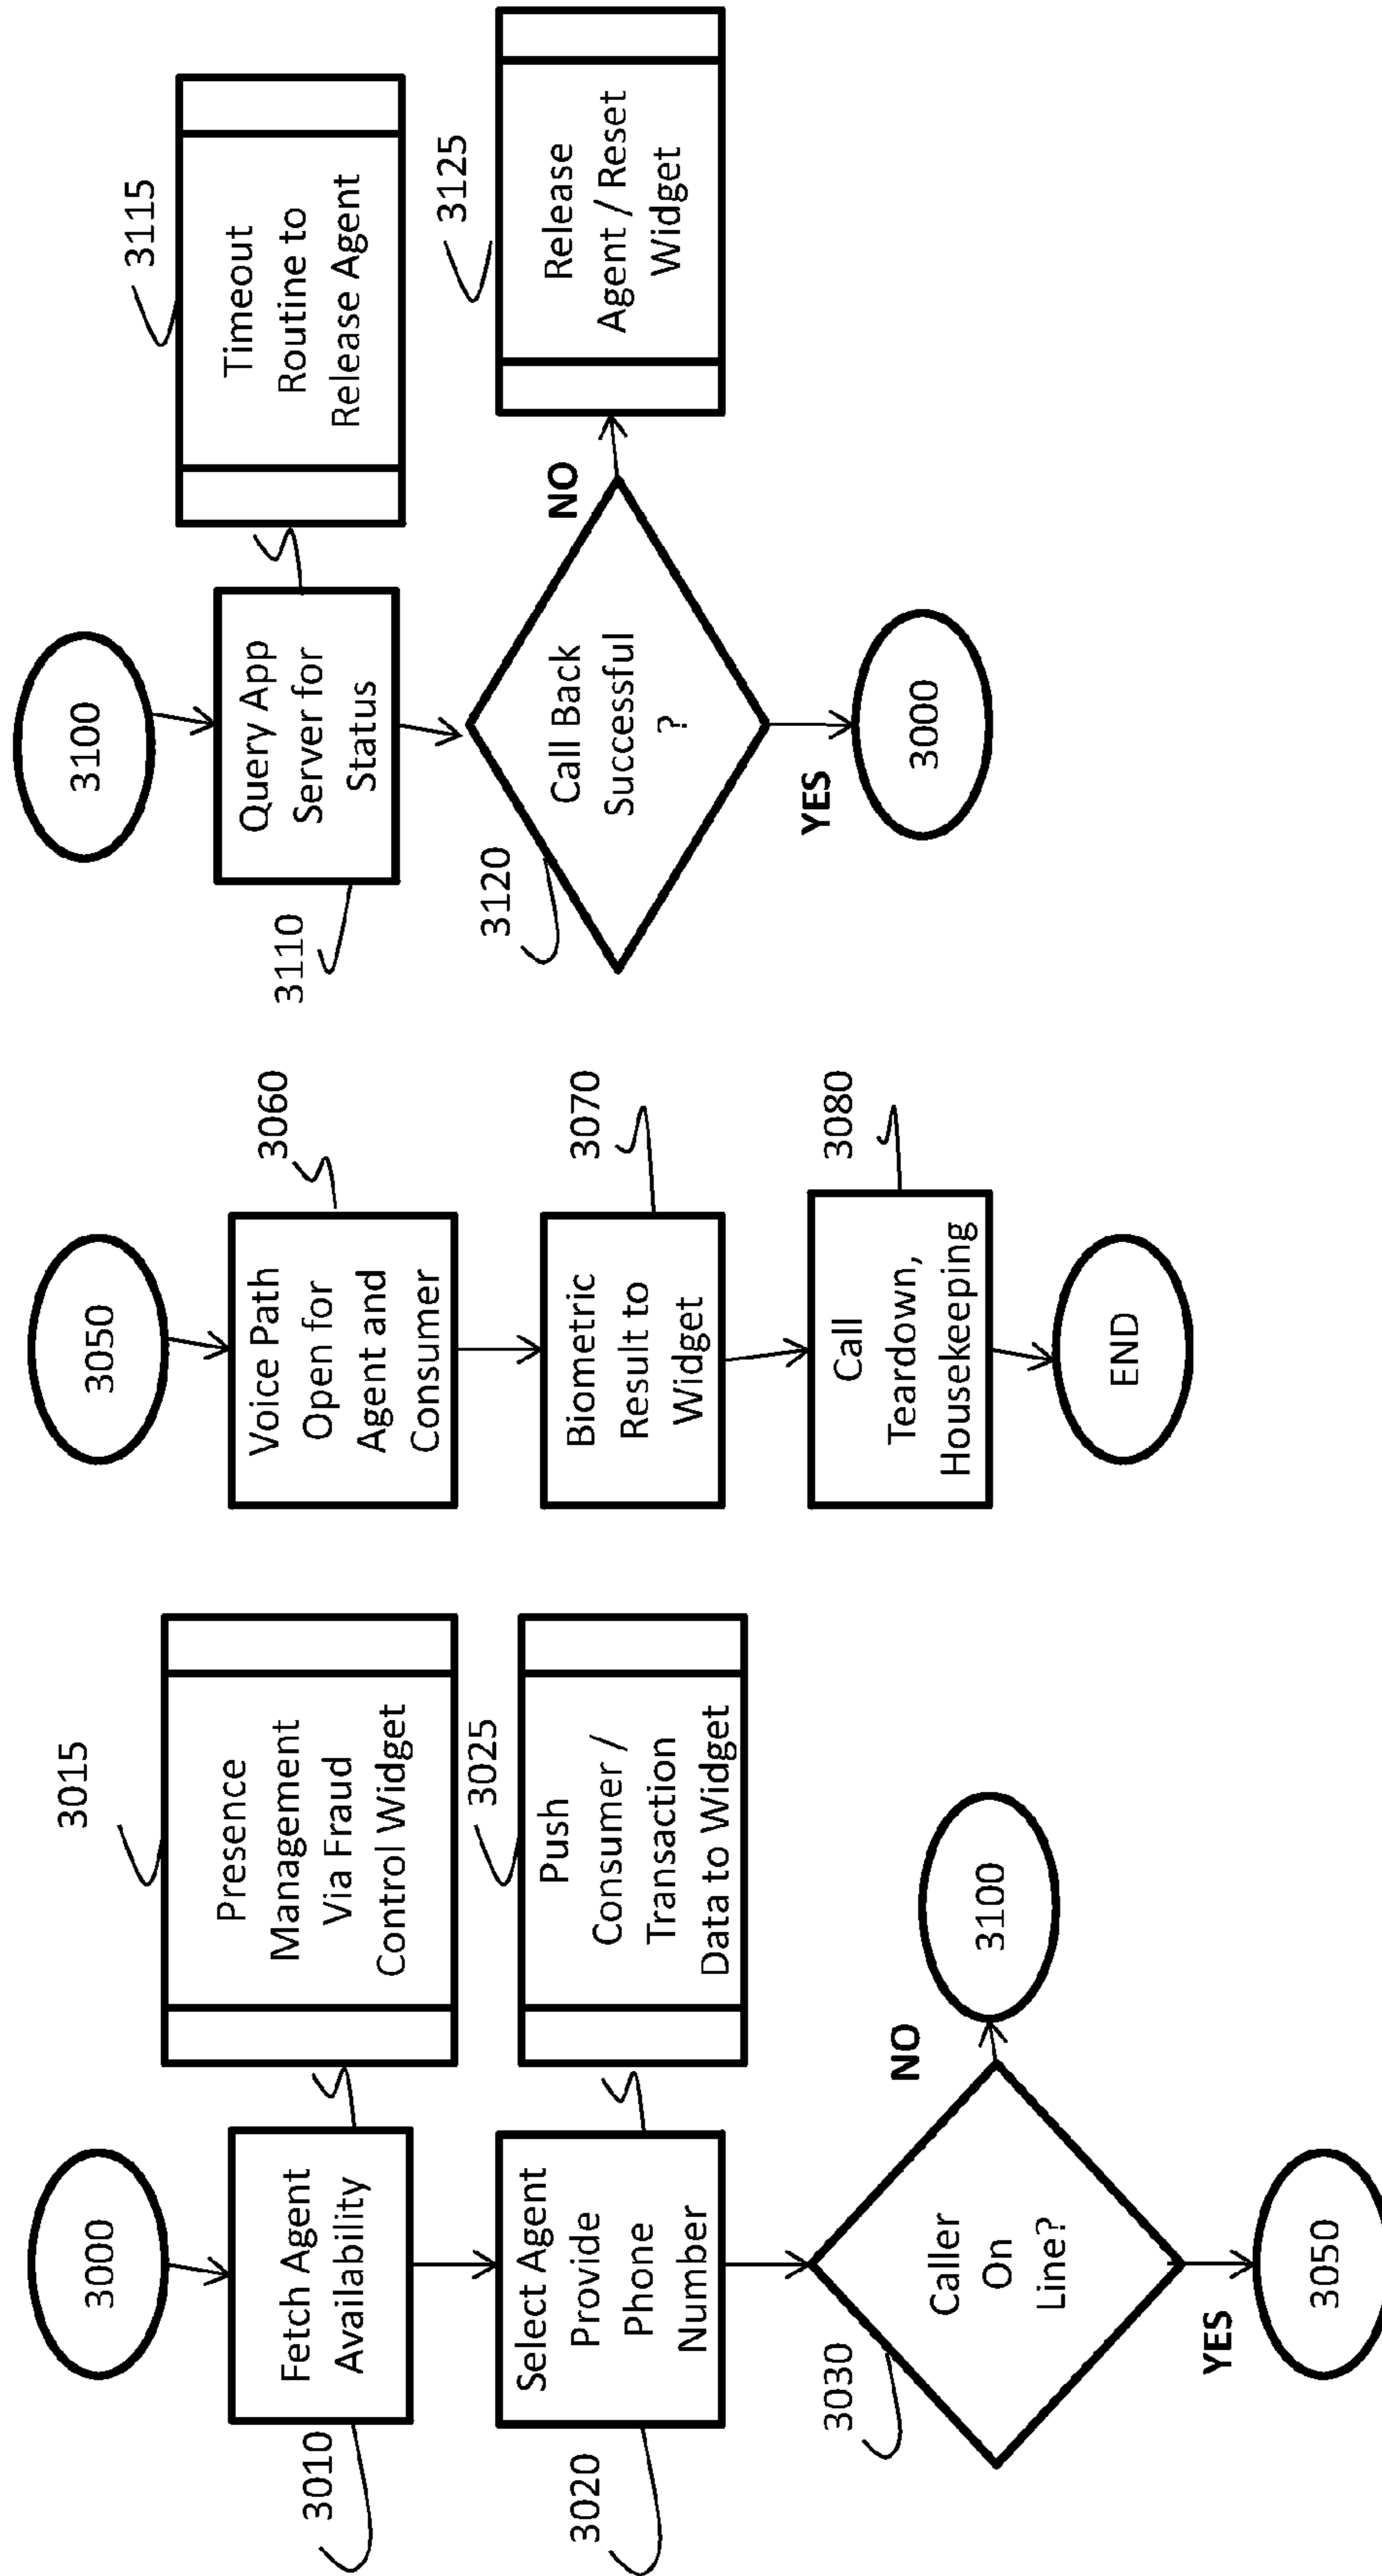 3000
3010
Fetch Agent
Availability
3015
Presence
Management
Via Fraud
Control Widget
3020
Select Agent
Provide
Phone
Number
3025
Push
Consumer /
Transaction
Data to Widget
3030
Caller
On
Line?
NO
3100
YES
3050
3050
3060
Voice Path
Open for
Agent and
Consumer
3070
Biometric
Result to
Widget
3080
Call
Teardown,
Housekeeping
END
3100
3110
Query App
Server for
Status
3115
Timeout
Routine to
Release Agent
3120
Call Back
Successful
?
NO
3125
Release
Agent / Reset
Widget
YES
3000